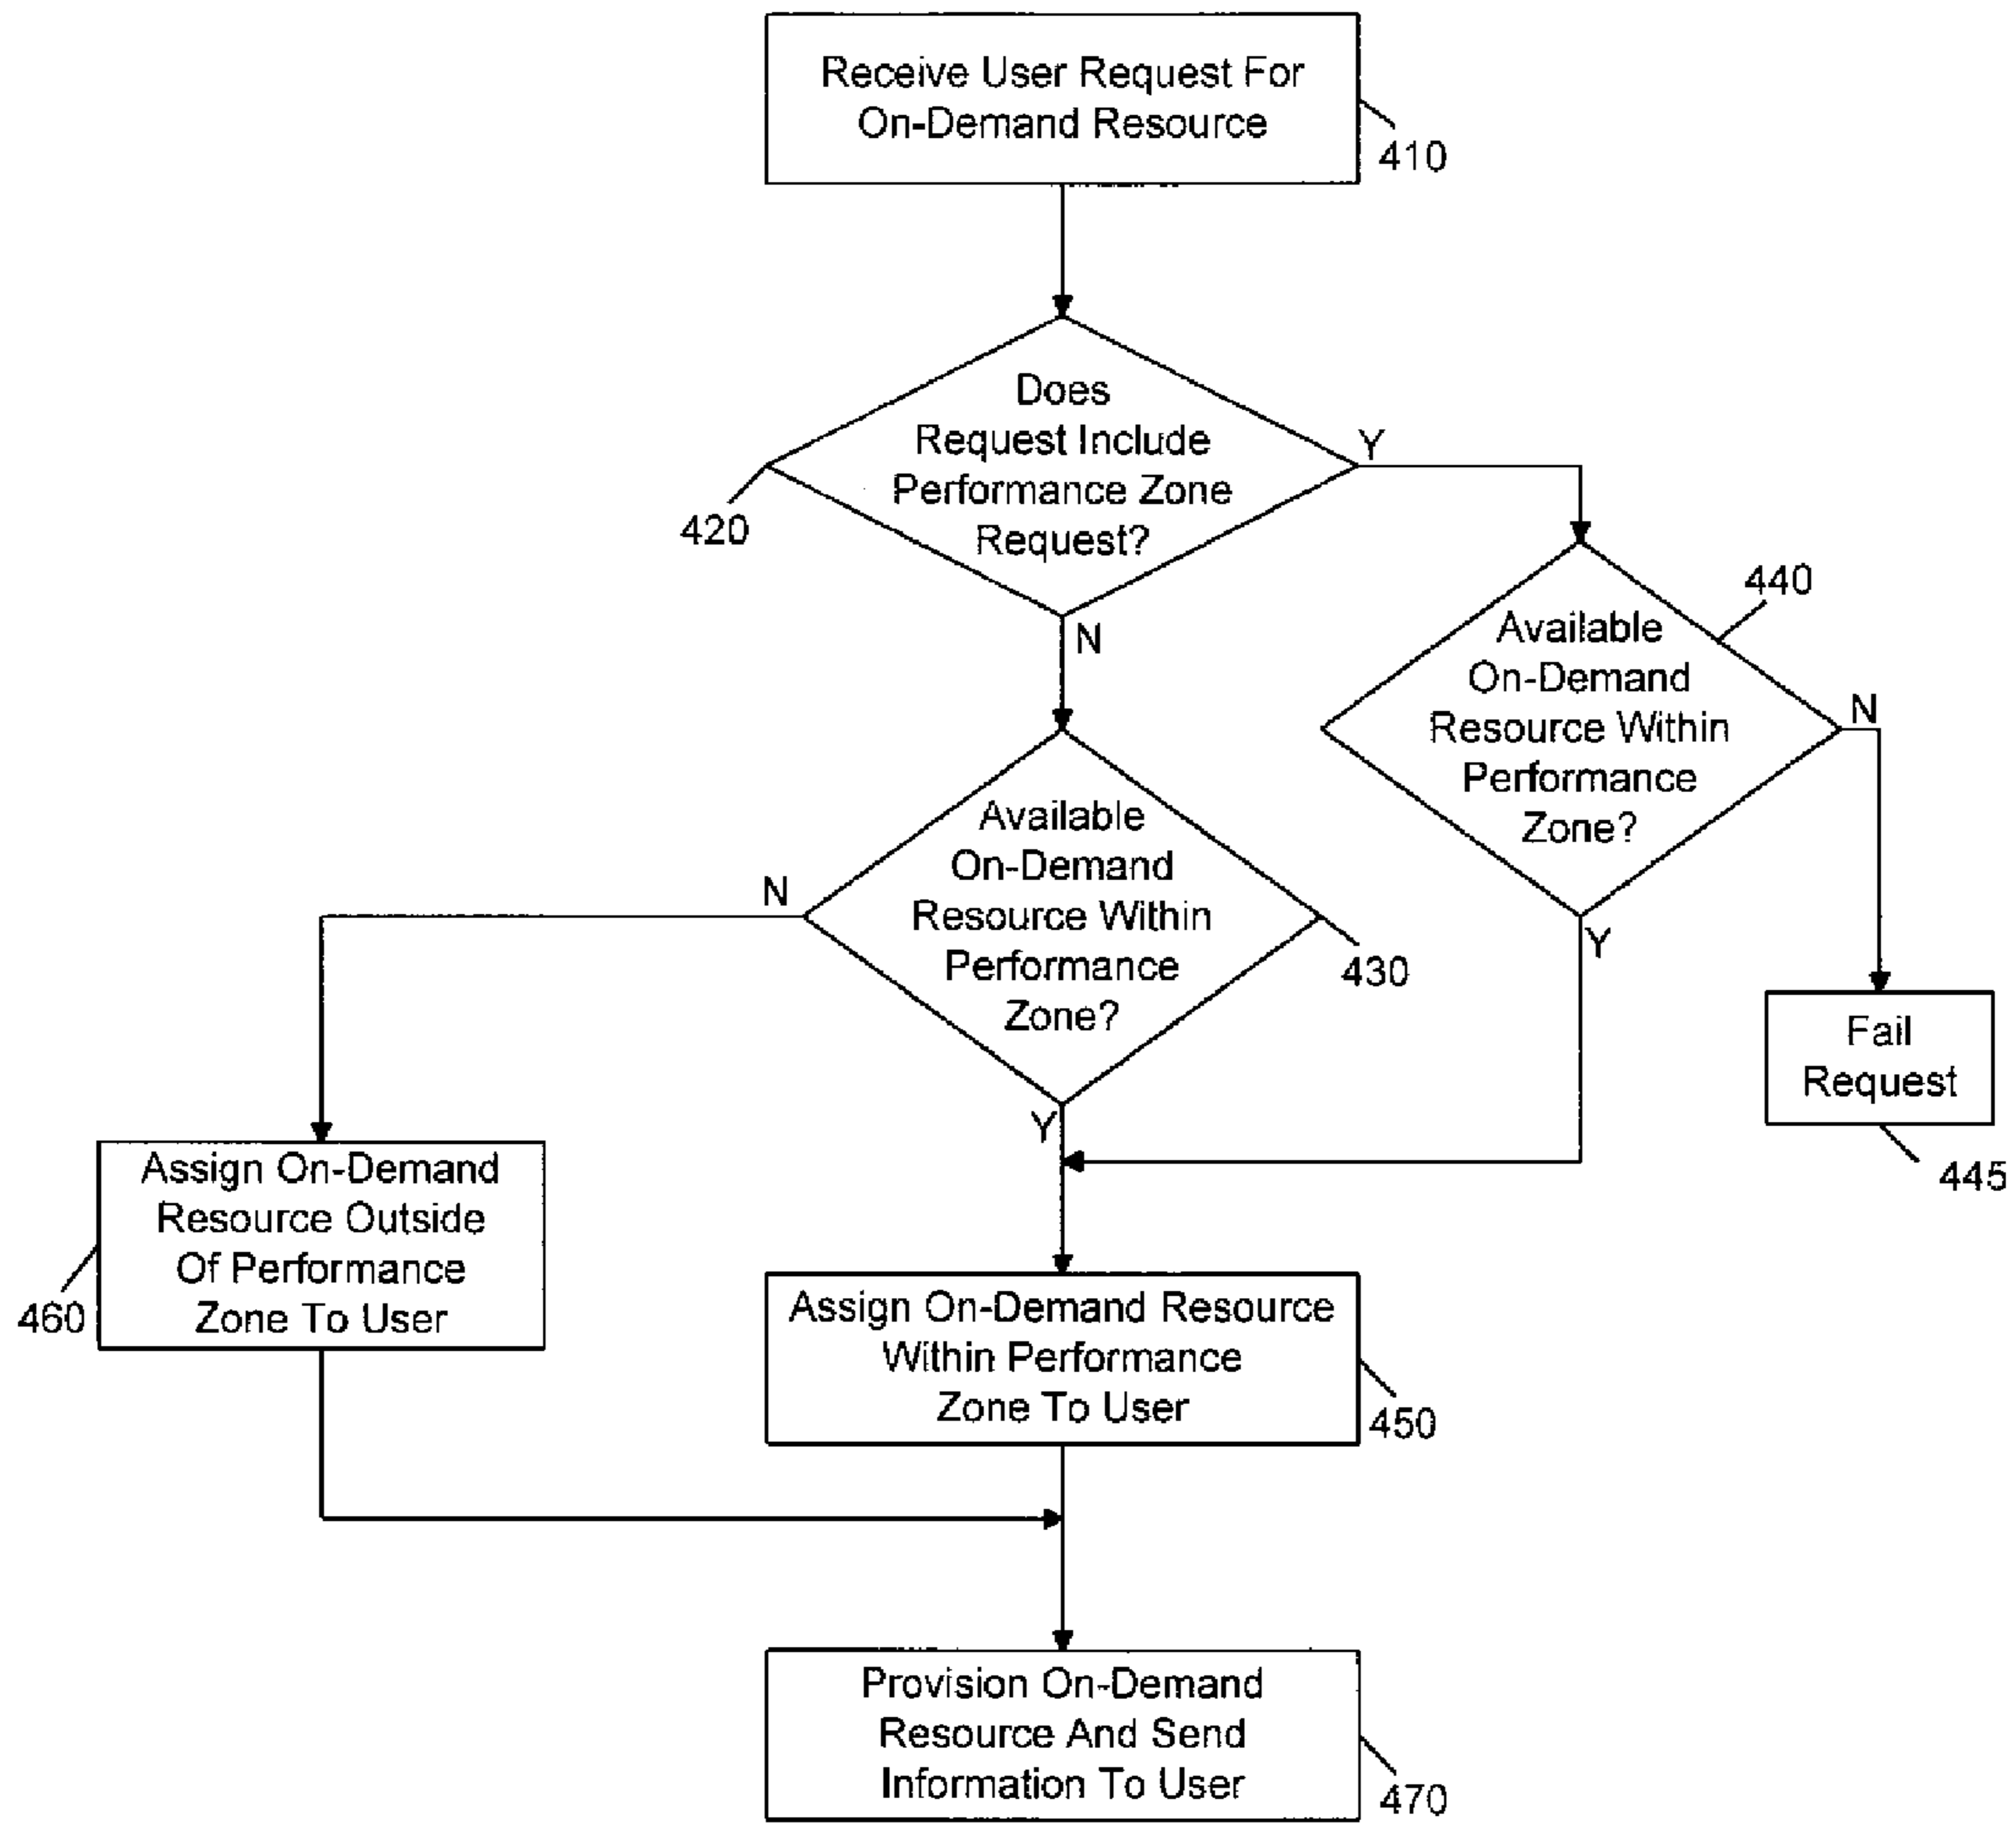 Receive User Request For
On-Demand Resource
410
Does
Request Include
Performance Zone
Request?
420
Y
N
440
Available
On-Demand
Resource Within
Performance
Zone?
N
Y
Available
On-Demand
Resource Within
Performance
Zone?
N
430
Y
Fail
Request
445
Assign On-Demand
Resource Outside
Of Performance
Zone To User
460
Assign On-Demand Resource
Within Performance
Zone To User
450
Provision On-Demand
Resource And Send
Information To User
470